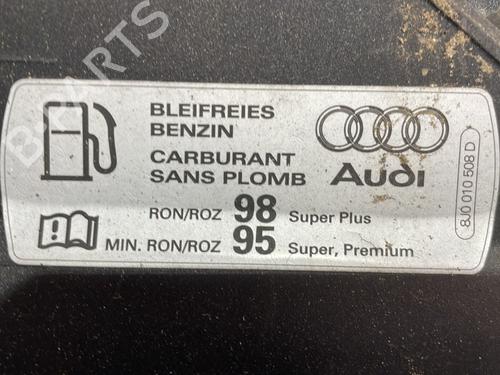 B-PARTS
BLEIFREIES
BENZIN
CARBURANT
SANS PLOMB
Audi
RON/ROZ 98 Super Plus
MIN. RON/ROZ 95 Super, Premium
8J0 010 508 D